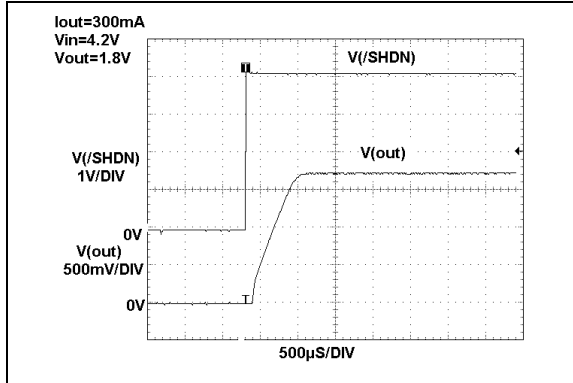 Iout=300mA
Vin=4.2V
Vout=1.8V
T
V(/SHDN)
V(out)
V(/SHDN)
1V/DIV
0V
V(out)
500mV/DIV
0V
T
500µS/DIV